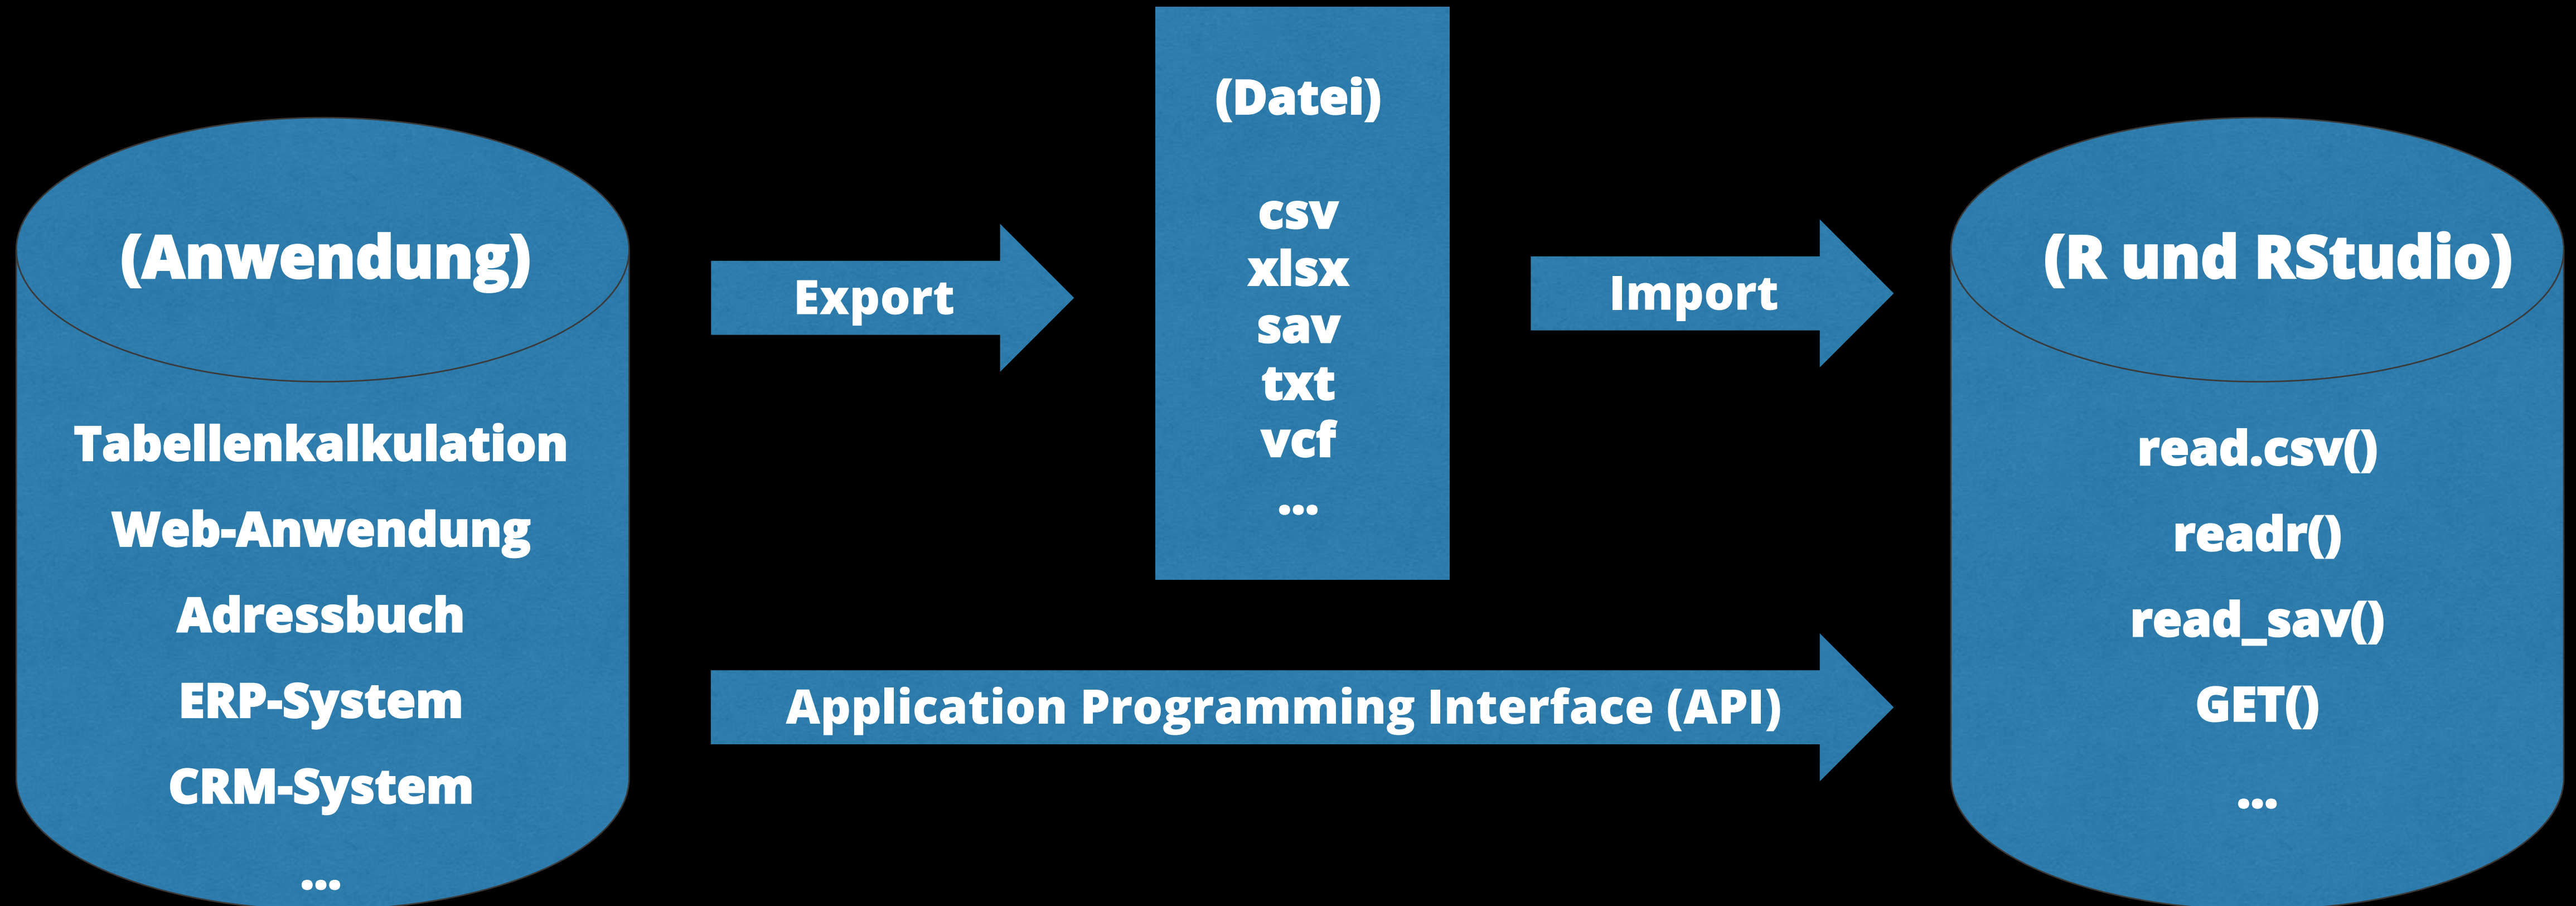 (Anwendung)
Tabellenkalkulation
Web-Anwendung
Adressbuch
ERP-System
CRM-System
...
Export
(Datei)
csv
xlsx
sav
txt
vcf
...
Import
Application Programming Interface (API)
(R und RStudio)
read.csv()
readr()
read_sav()
GET()
...